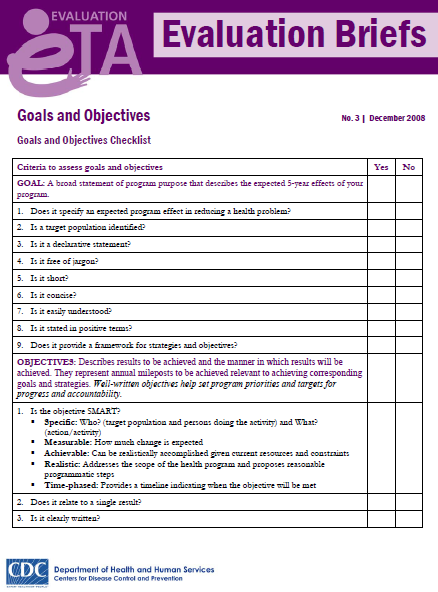 EVALUATION
eTA
Evaluation Briefs
Goals and Objectives
No. 3 | December 2008
Goals and Objectives Checklist
Criteria to assess goals and objectives Yes No
GOAL: A broad statement of program purpose that describes the expected 5-year effects of your
program.
1. Does it specify an expected program effect in reducing a health problem?
2. Is a target population identified?
3. Is it a declarative statement?
4. Is it free of jargon?
5. Is it short?
6. Is it concise?
7. Is it easily understood?
8. Is it stated in positive terms?
9. Does it provide a framework for strategies and objectives?
OBJECTIVES: Describes results to be achieved and the manner in which results will be
achieved. They represent annual mileposts to be achieved relevant to achieving corresponding
goals and strategies. Well-written objectives help set program priorities and targets for
progress and accountability.
1. Is the objective SMART?
▪ Specific: Who? (target population and persons doing the activity) and What?
(action/activity)
▪ Measurable: How much change is expected
▪ Achievable: Can be realistically accomplished given current resources and constraints
▪ Realistic: Addresses the scope of the health program and proposes reasonable
programmatic steps
▪ Time-phased: Provides a timeline indicating when the objective will be met
2. Does it relate to a single result?
3. Is it clearly written?
CDC
Department of Health and Human Services
Centers for Disease Control and Prevention